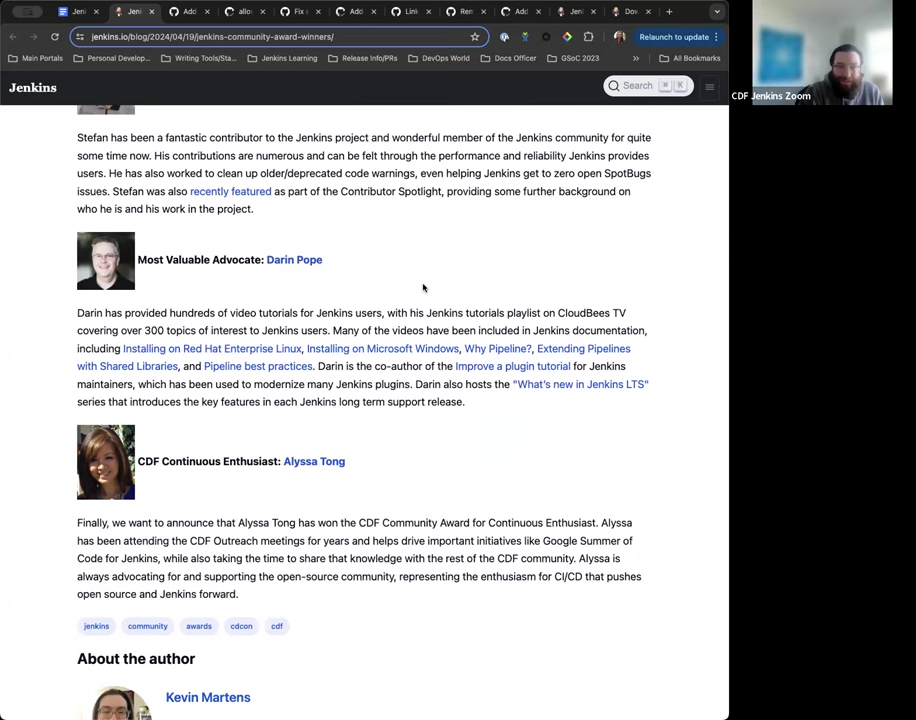 Jenl
Jenl
Add
allo
Fix
Add
Link
Rem
Add
Jeni
Dow
jenkins.io/blog/2024/04/19/jenkins-community-award-winners/
Relaunch to update
Main Portals
Personal Develop...
Writing Tools/Sta...
Jenkins Learning
Release Info/PRs
DevOps World
Docs Officer
GSoC 2023
»
All Bookmarks
Jenkins
Search ⌘ K
CDF Jenkins Zoom
Stefan has been a fantastic contributor to the Jenkins project and wonderful member of the Jenkins community for quite
some time now. His contributions are numerous and can be felt through the performance and reliability Jenkins provides
users. He has also worked to clean up older/deprecated code warnings, even helping Jenkins get to zero open SpotBugs
issues. Stefan was also recently featured as part of the Contributor Spotlight, providing some further background on
who he is and his work in the project.
Most Valuable Advocate: Darin Pope
Darin has provided hundreds of video tutorials for Jenkins users, with his Jenkins tutorials playlist on CloudBees TV
covering over 300 topics of interest to Jenkins users. Many of the videos have been included in Jenkins documentation,
including Installing on Red Hat Enterprise Linux, Installing on Microsoft Windows, Why Pipeline?, Extending Pipelines
with Shared Libraries, and Pipeline best practices. Darin is the co-author of the Improve a plugin tutorial for Jenkins
maintainers, which has been used to modernize many Jenkins plugins. Darin also hosts the "What's new in Jenkins LTS"
series that introduces the key features in each Jenkins long term support release.
CDF Continuous Enthusiast: Alyssa Tong
Finally, we want to announce that Alyssa Tong has won the CDF Community Award for Continuous Enthusiast. Alyssa
has been attending the CDF Outreach meetings for years and helps drive important initiatives like Google Summer of
Code for Jenkins, while also taking the time to share that knowledge with the rest of the CDF community. Alyssa is
always advocating for and supporting the open-source community, representing the enthusiasm for CI/CD that pushes
open source and Jenkins forward.
jenkins
community
awards
cdcon
cdf
About the author
Kevin Martens